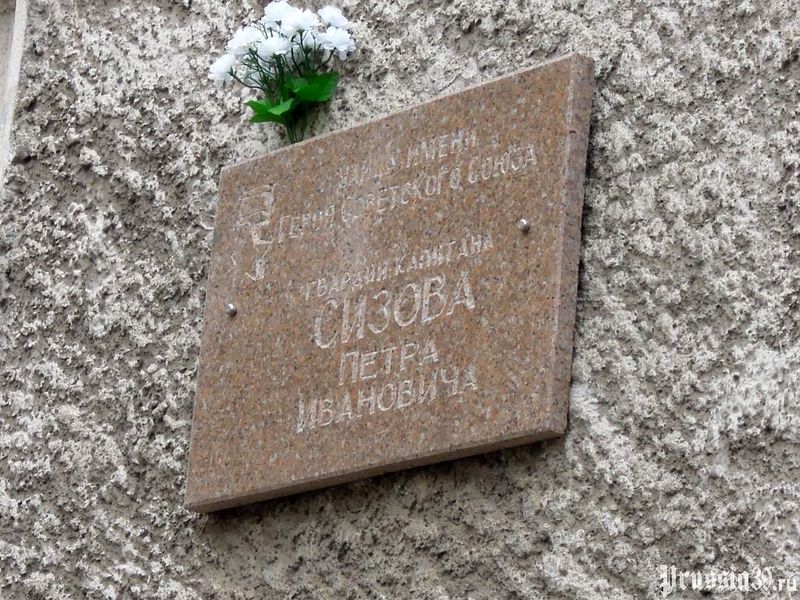 УЛИЦА ИМЕНИ
ГЕРОЯ СОВЕТСКОГО СОЮЗА
ГВАРДИИ КАПИТАНА
СИЗОВА
ПЕТРА
ИВАНОВИЧА
Prussia39.ru